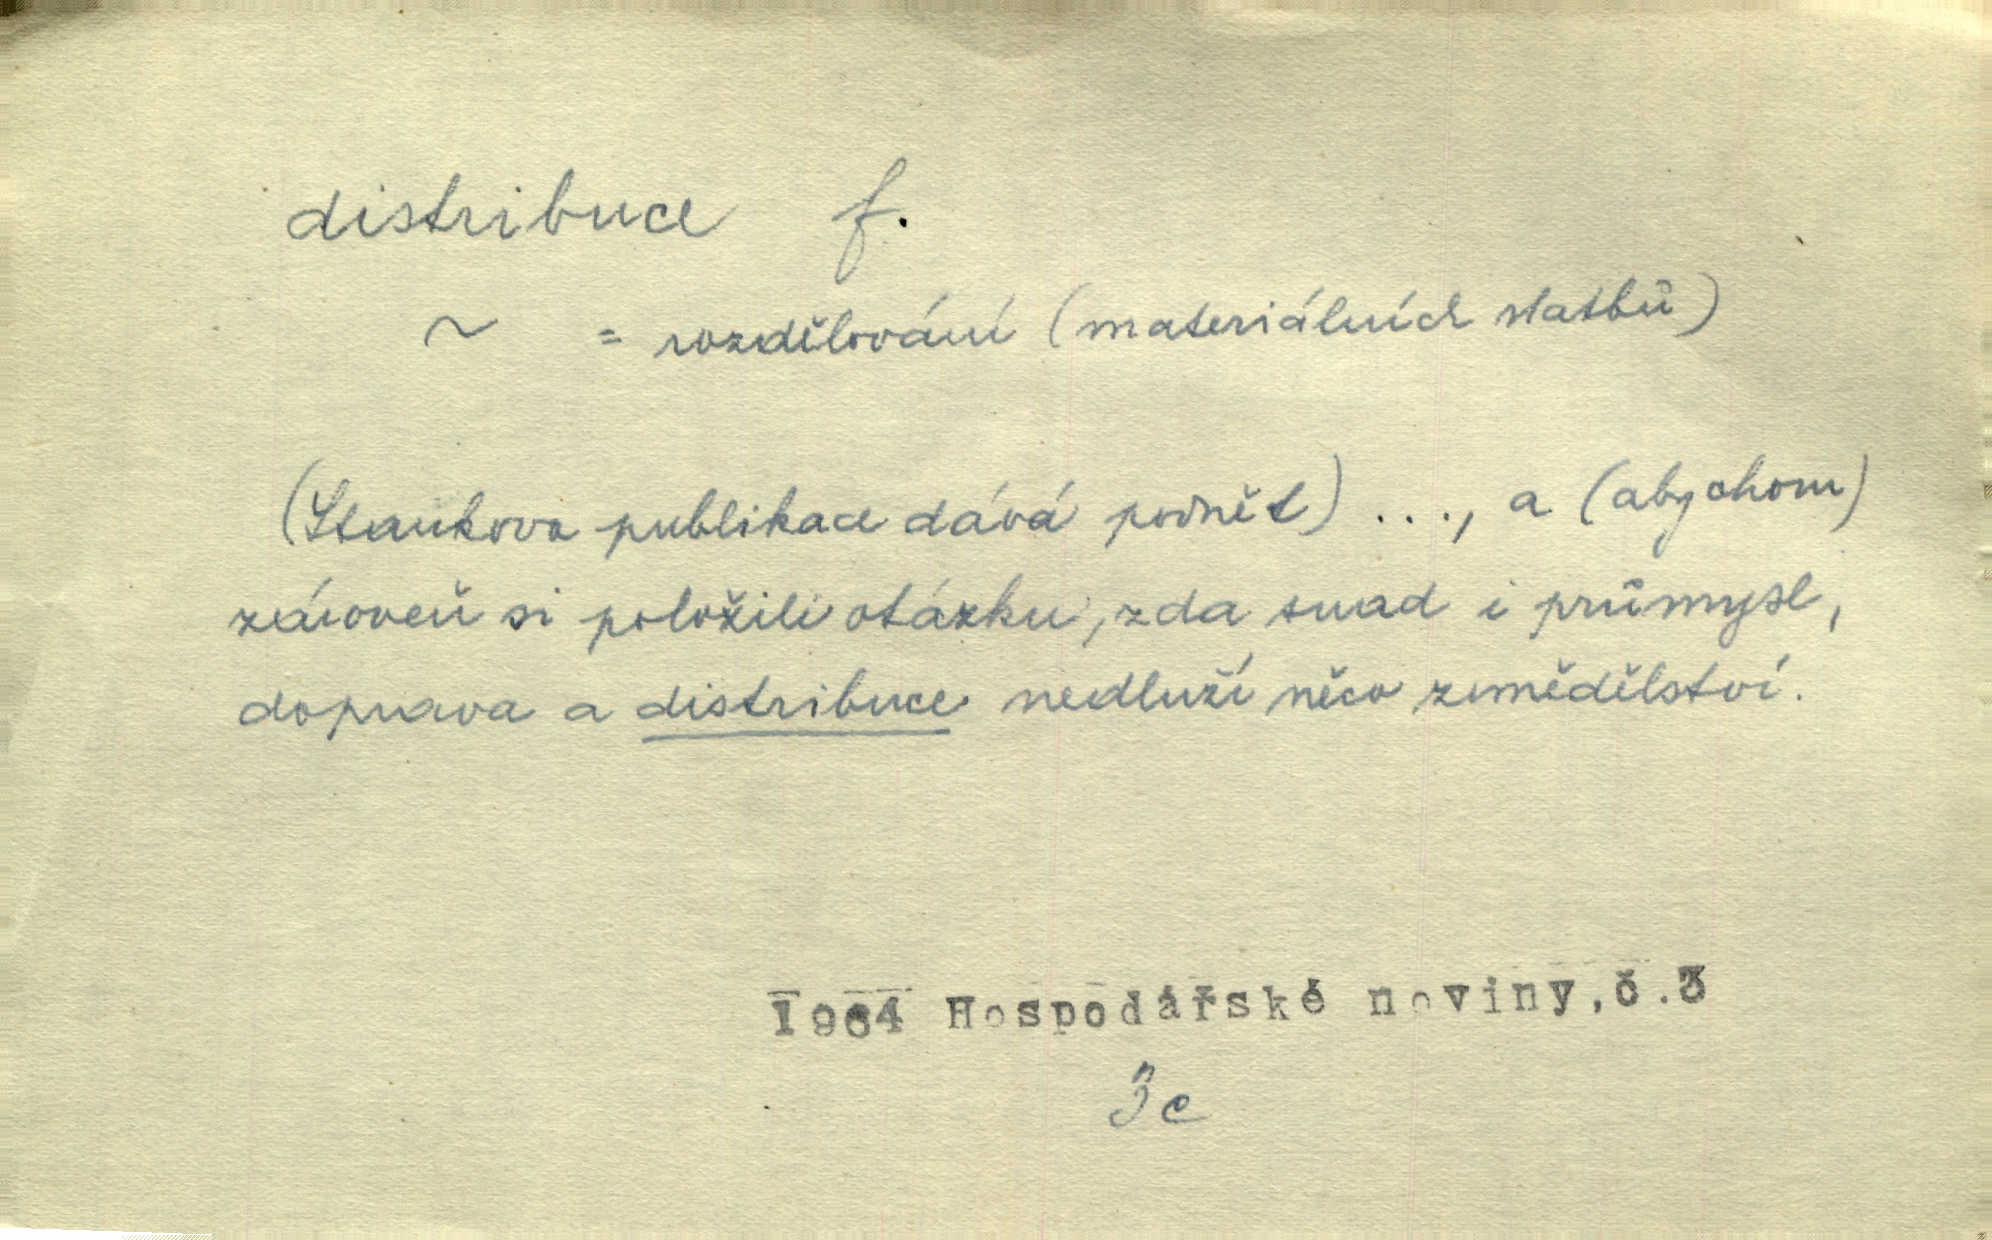 distribuce f.
~ = rozdělování (materiálních statků)
(Staňkova publikace dává podnět) ..., a (abychom)
zároveň si položili otázku, zda snad i průmysl,
doprava a distribuce nedluží něco zemědělství.
1964 Hospodářské noviny,č.3
3c